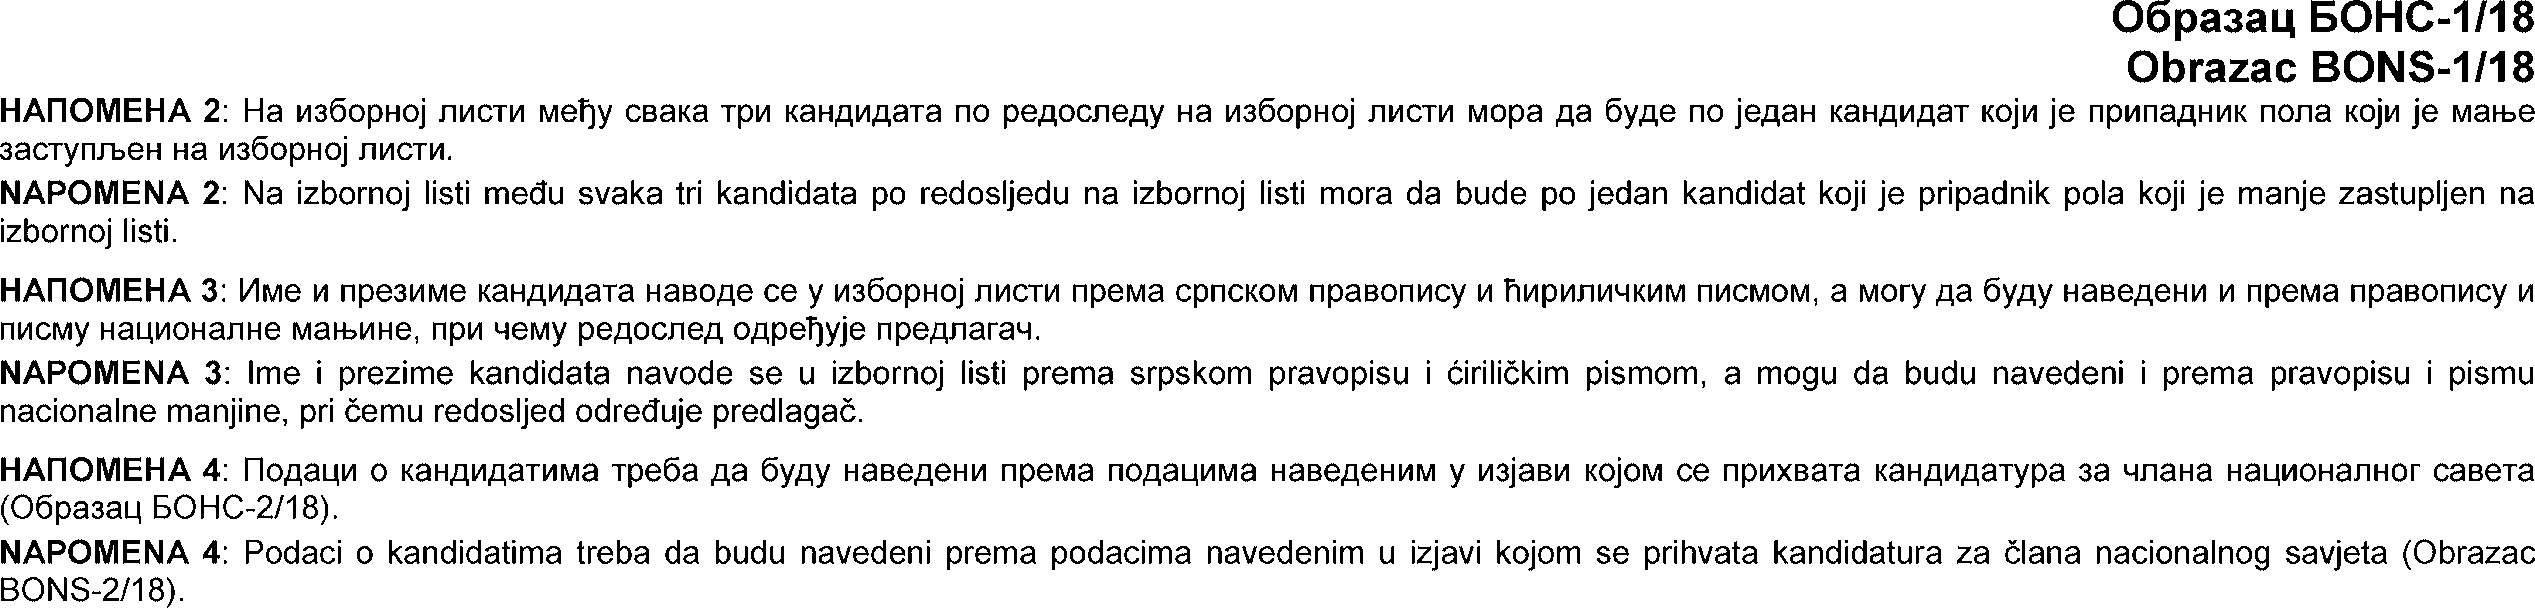 Образац БОНС-1/18
Obrazac BONS-1/18
НАПОМЕНА 2: На изборној листи међу свака три кандидата по редоследу на изборној листи мора да буде по један кандидат који је припадник пола који је мање
заступљен на изборној листи.
NAPOMENA 2: Na izbornoj listi među svaka tri kandidata po redosljedu na izbornoj listi mora da bude po jedan kandidat koji je pripadnik pola koji je manje zastupljen na
izbornoj listi.
НАПОМЕНА 3: Име и презиме кандидата наводе се у изборној листи према српском правопису и ћириличким писмом, а могу да буду наведени и према правопису и
писму националне мањине, при чему редослед одређује предлагач.
NAPOMENA 3: Ime i prezime kandidata navode se u izbornoj listi prema srpskom pravopisu i ćiriličkim pismom, a mogu da budu navedeni i prema pravopisu i pismu
nacionalne manjine, pri čemu redosljed određuje predlagač.
НАПОМЕНА 4: Подаци о кандидатима треба да буду наведени према подацима наведеним у изјави којом се прихвата кандидатура за члана националног савета
(Образац БОНС-2/18).
NAPOMENA 4: Podaci o kandidatima treba da budu navedeni prema podacima navedenim u izjavi kojom se prihvata kandidatura za člana nacionalnog savjeta (Obrazac
BONS-2/18).